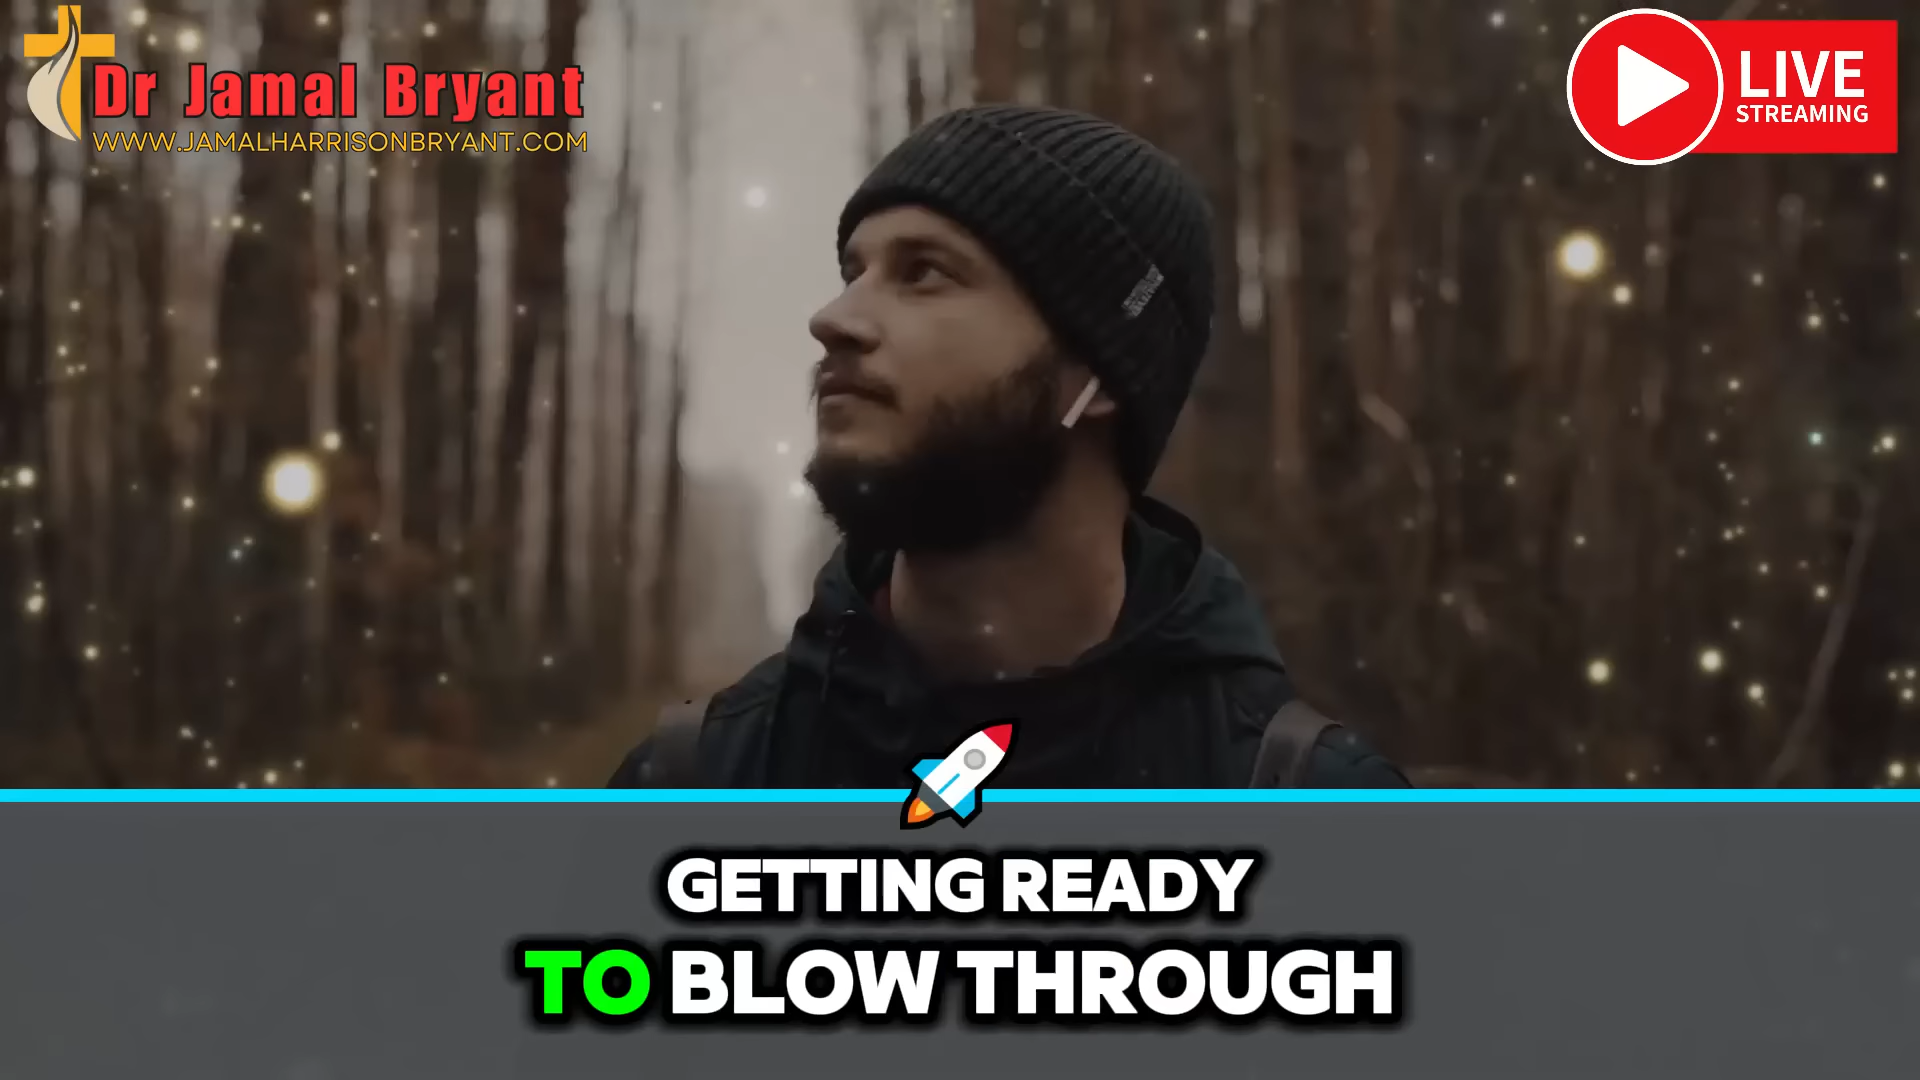 Dr Jamal Bryant
WWW.JAMALHARRISONBRYANT.COM
LIVE
STREAMING
GETTING READY
TO BLOW THROUGH